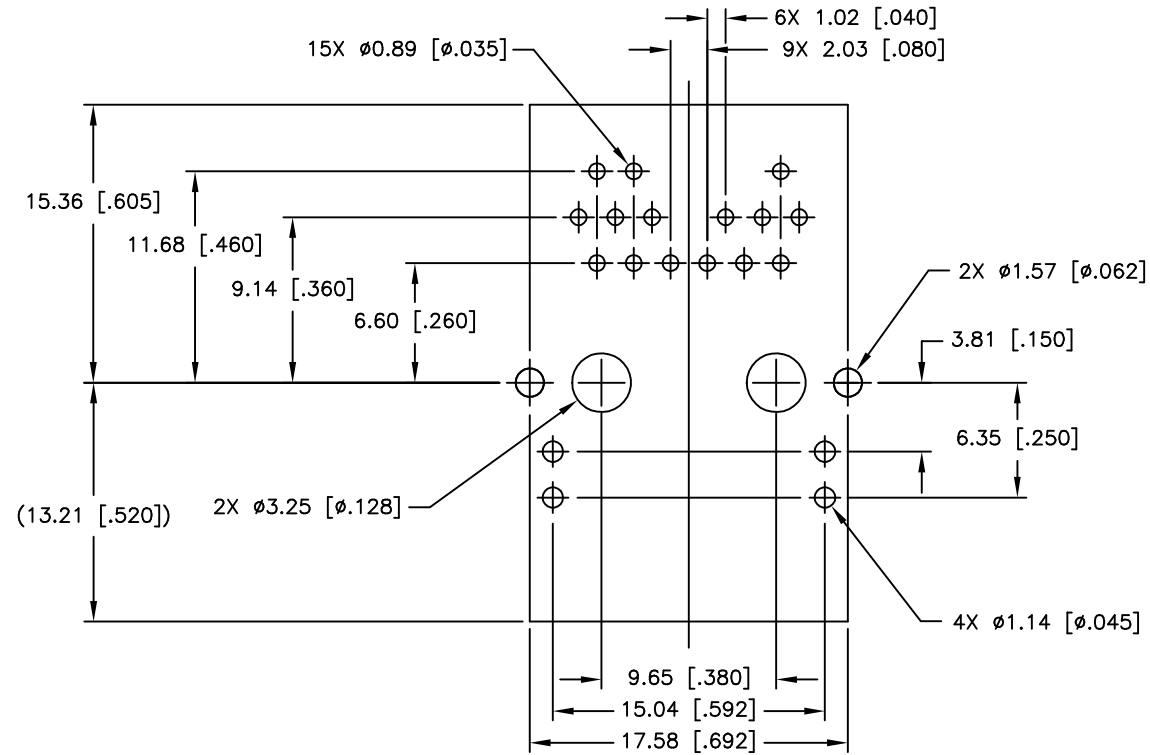 6X 1.02 [.040]
15X ø0.89 [ø.035]
9X 2.03 [.080]
15.36 [.605]
11.68 [.460]
9.14 [.360]
6.60 [.260]
2X ø1.57 [ø.062]
3.81 [.150]
6.35 [.250]
(13.21 [.520])
2X ø3.25 [ø.128]
4X ø1.14 [ø.045]
9.65 [.380]
15.04 [.592]
17.58 [.692]